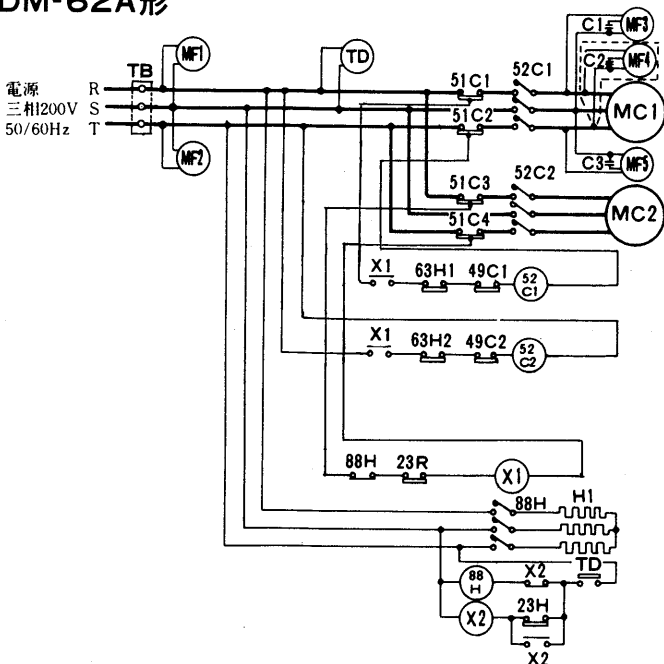 DM-62A形
MF1
TB
TD
C1 MF3
電源 R
51C1 52C1
C2 MF4
三相200V S
50/60Hz T
51C2
MC1
MF2
C3 MF5
51C3 52C2
51C4
MC2
X1 63H1 49C1 52 C1
X1 63H2 49C2 52 C2
88H 23R X1
88H H1
TD
88 H X2
X2 23H
X2